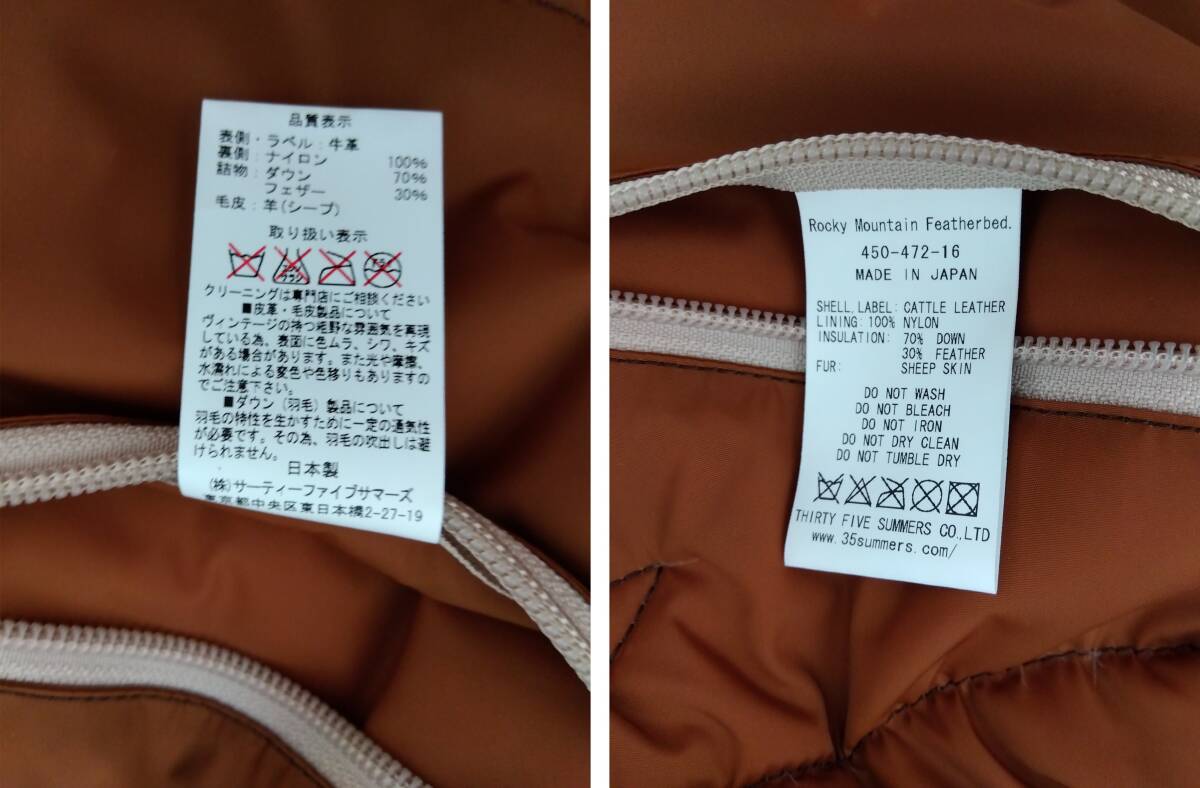 品質表示
表側・ラベル:牛革
裏側:ナイロン 100%
詰物:ダウン 70%
フェザー 30%
毛皮:羊(シープ)
取り扱い表示
クリーニングは専門店にご相談ください
■皮革・毛皮製品について
ヴィンテージの持つ粗野な雰囲気を再現
している為、表面に色ムラ、シワ、キズ
がある場合があります。また光や摩擦、
水濡れによる変色や色移りもありますの
でご注意下さい。
■ダウン(羽毛)製品について
羽毛の特性を生かすために一定の通気性
が必要です。その為、羽毛の吹出しは避
けられません。
日本製
(株)サーティーファイブサマーズ
東京都中央区東日本橋2-27-19
Rocky Mountain Featherbed.
450-472-16
MADE IN JAPAN
SHELL, LABEL: CATTLE LEATHER
LINING: 100% NYLON
INSULATION: 70% DOWN
30% FEATHER
FUR: SHEEP SKIN
DO NOT WASH
DO NOT BLEACH
DO NOT IRON
DO NOT DRY CLEAN
DO NOT TUMBLE DRY
THIRTY FIVE SUMMERS CO.,LTD
www.35summers.com/